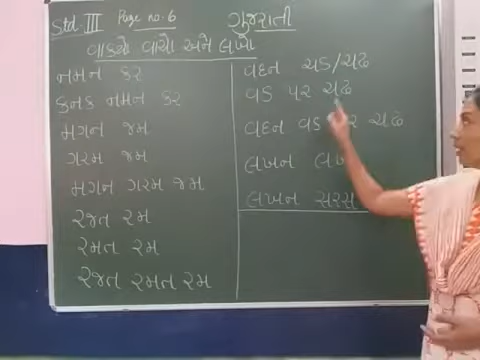 Std. III Page no. 6 ગુજરાતી
વાક્યો વાચો અને લખો
નમન કર
કનક નમન કર
મગન જમ
ગરમ જમ
મગન ગરમ જમ
રજત રમ
રમત રમ
રજત રમત રમ
વદન ચડ/ચઢ
વડ પર ચઢ
વદન વડ પર ચઢ
લખન લખ
લખન સરસ